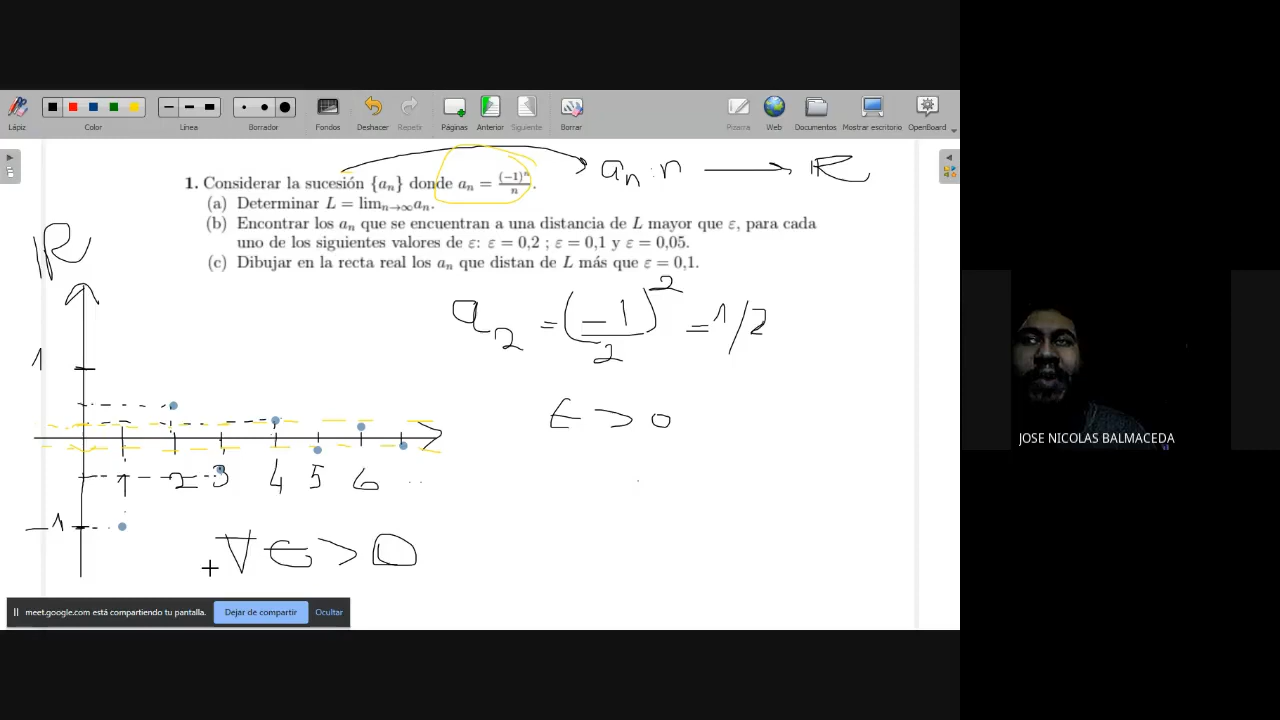 Lápiz Color Línea Borrador Fondos Deshacer Repetir Páginas Anterior Siguiente Borrar Pizarra Web Documentos Mostrar escritorio OpenBoard
1. Considerar la sucesión {aₙ} donde aₙ = (-1)ⁿ/n.
aₙ : n → ℝ
(a) Determinar L = limₙ→∞ aₙ.
(b) Encontrar los aₙ que se encuentran a una distancia de L mayor que ε, para cada
uno de los siguientes valores de ε: ε = 0,2 ; ε = 0,1 y ε = 0,05.
(c) Dibujar en la recta real los aₙ que distan de L más que ε = 0,1.
ℝ
a₂ = (-1)²/2 = 1/2
1
ε > 0
1 2 3 4 5 6 ...
-1
∀ ε > 0
meet.google.com está compartiendo tu pantalla. Dejar de compartir Ocultar
JOSE NICOLAS BALMACEDA